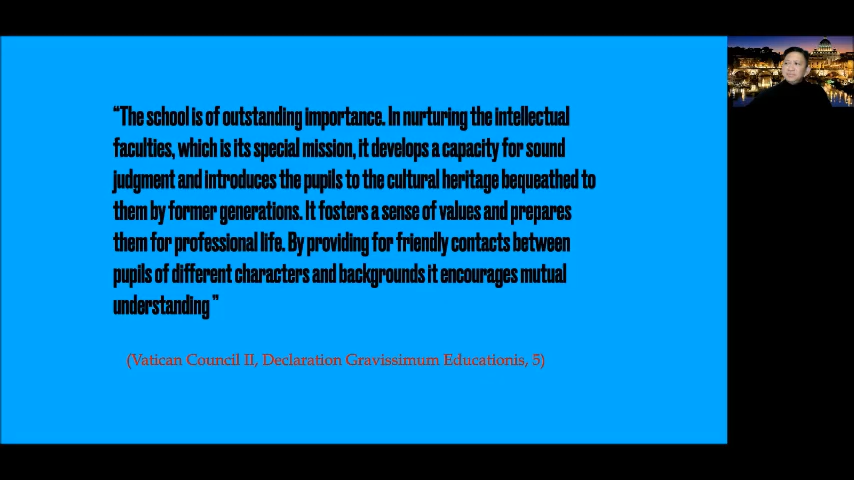 “The school is of outstanding importance. In nurturing the intellectual
faculties, which is its special mission, it develops a capacity for sound
judgment and introduces the pupils to the cultural heritage bequeathed to
them by former generations. It fosters a sense of values and prepares
them for professional life. By providing for friendly contacts between
pupils of different characters and backgrounds it encourages mutual
understanding”
(Vatican Council II, Declaration Gravissimum Educationis, 5)